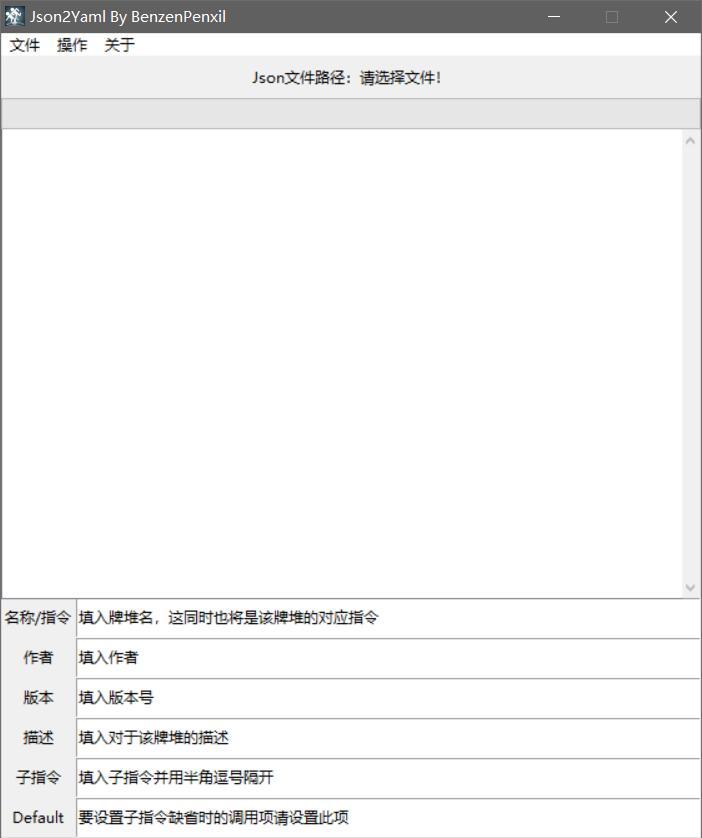 Json2Yaml By BenzenPenxil
文件 操作 关于
Json文件路径：请选择文件！
名称/指令 填入牌堆名，这同时也将是该牌堆的对应指令
作者 填入作者
版本 填入版本号
描述 填入对于该牌堆的描述
子指令 填入子指令并用半角逗号隔开
Default 要设置子指令缺省时的调用项请设置此项